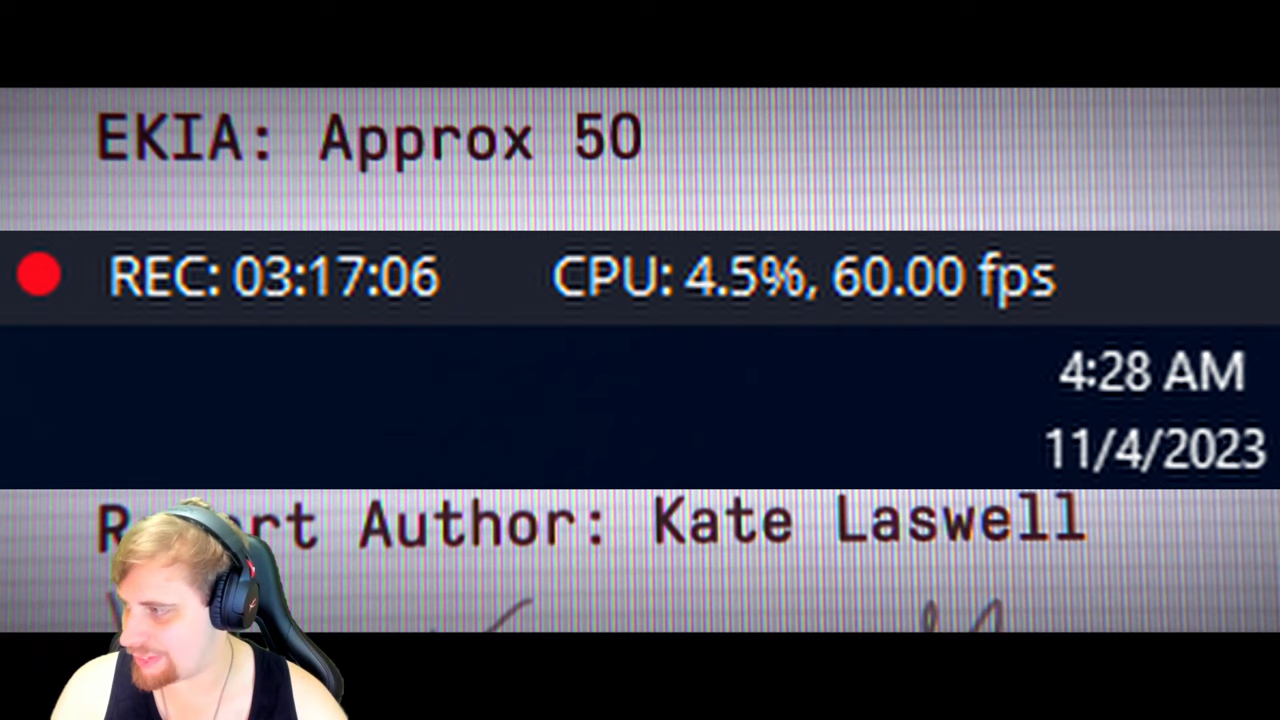 EKIA: Approx 50
REC: 03:17:06 CPU: 4.5%, 60.00 fps
4:28 AM
11/4/2023
Author: Kate Laswell